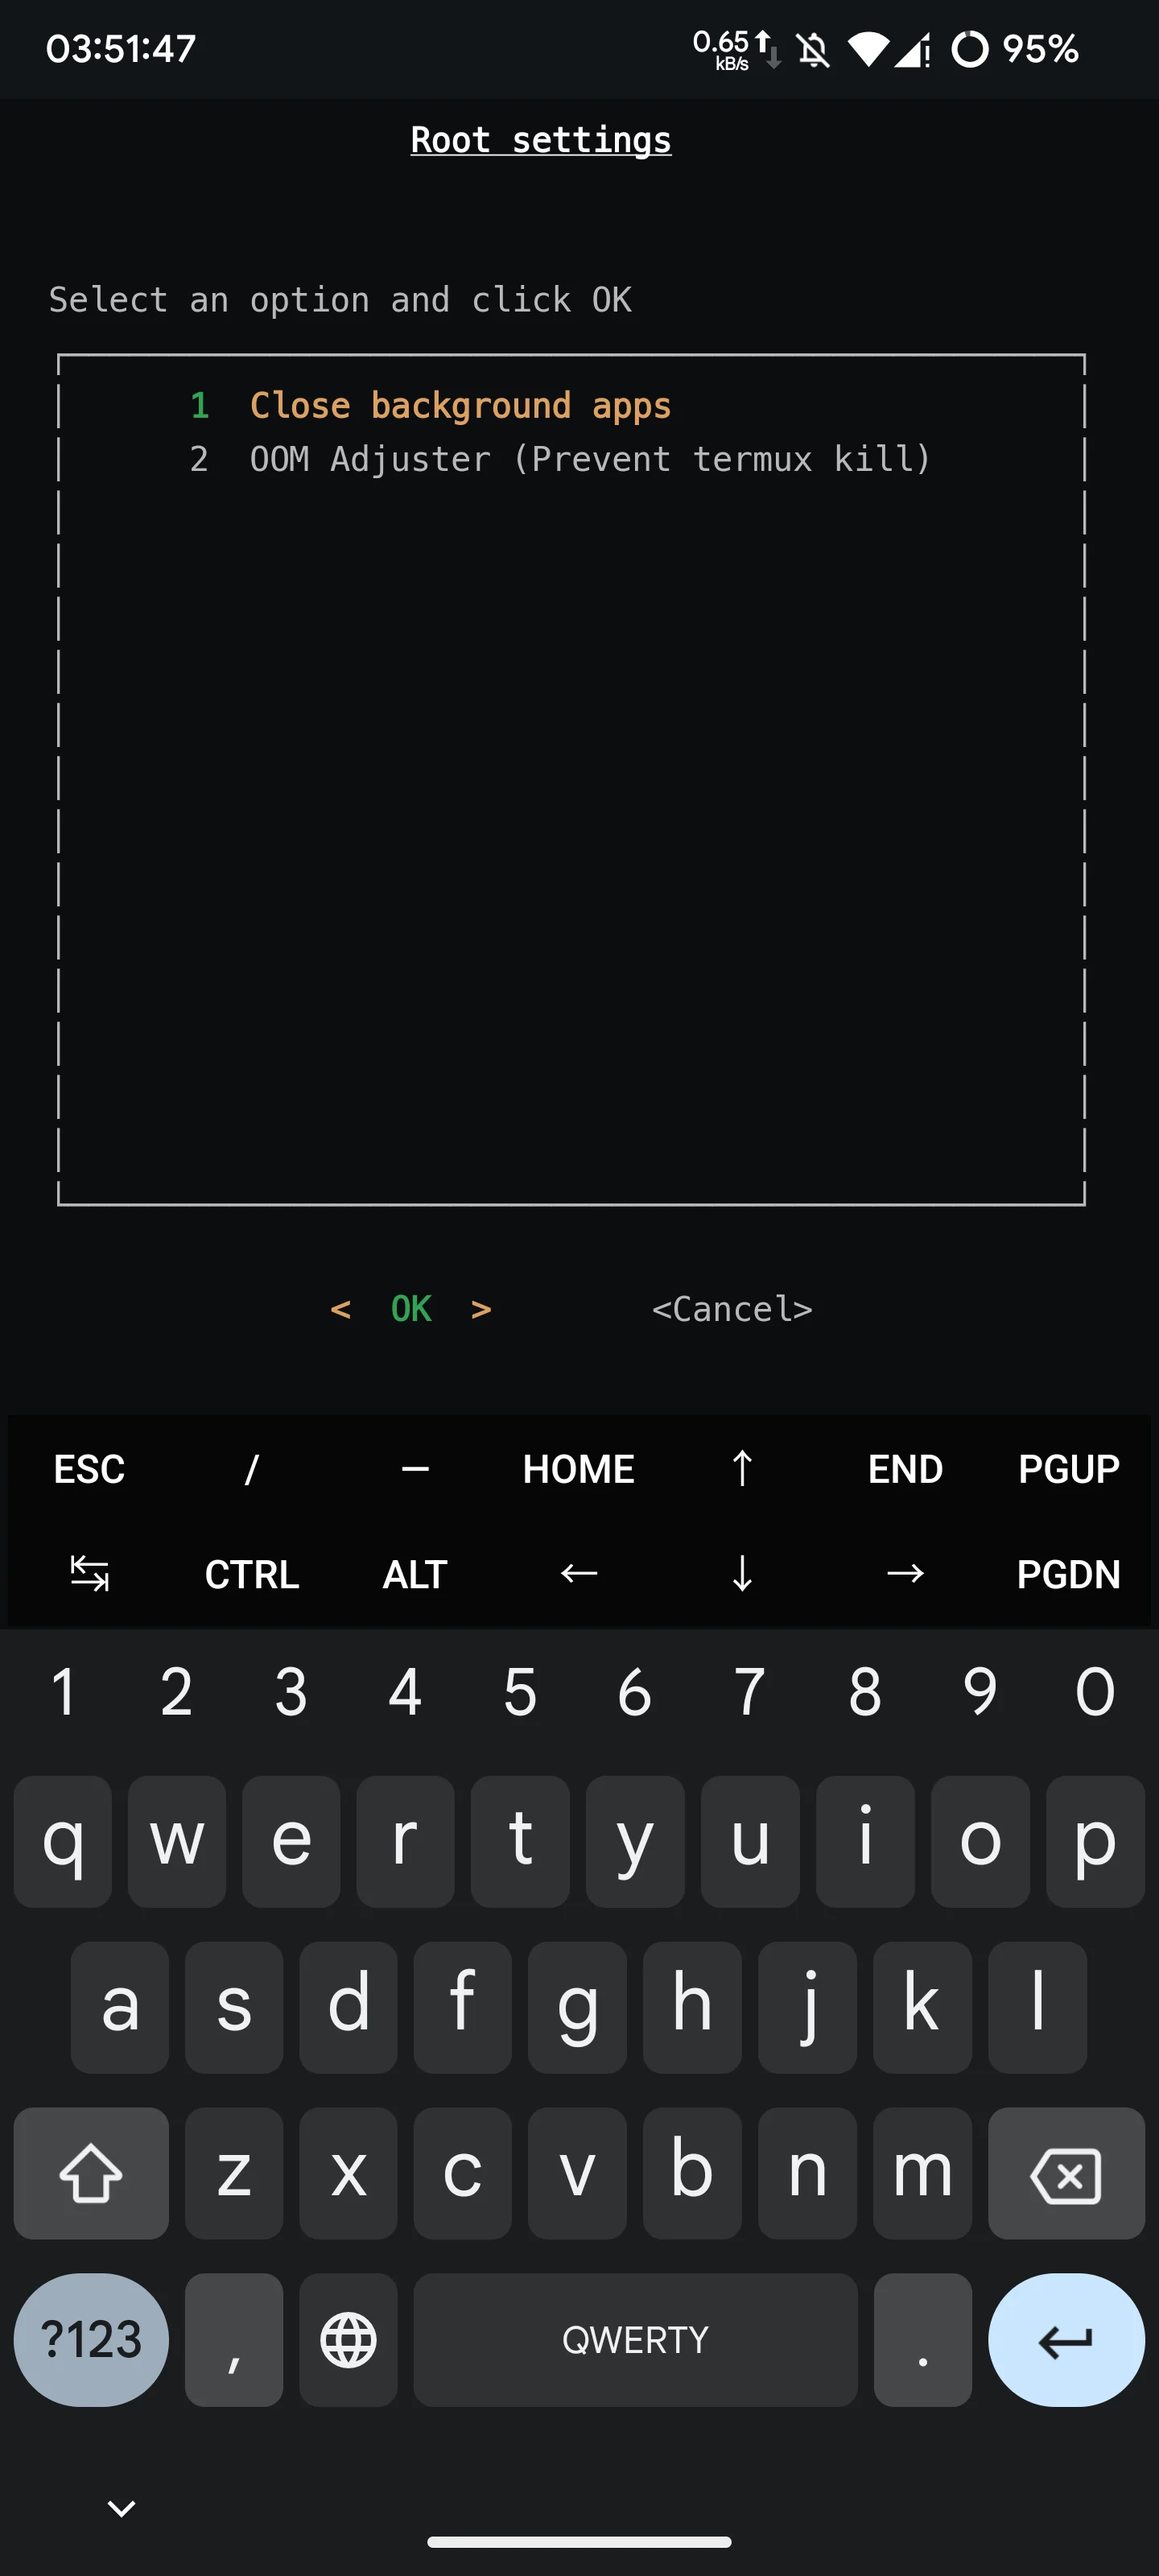 03:51:47 0.65 kB/s 95%
Root settings
Select an option and click OK
1 Close background apps
2 OOM Adjuster (Prevent termux kill)
< OK > <Cancel>
ESC / — HOME ↑ END PGUP
↹ CTRL ALT ← ↓ → PGDN
1 2 3 4 5 6 7 8 9 0
q w e r t y u i o p
a s d f g h j k l
z x c v b n m
?123 , QWERTY .